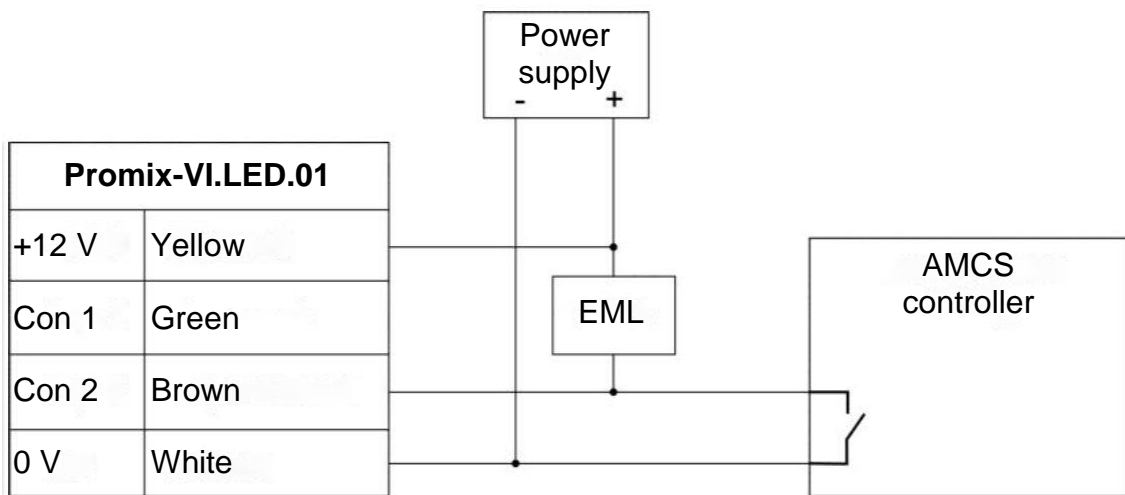 Power
supply
- +
Promix-VI.LED.01
+12 V Yellow
Con 1 Green
Con 2 Brown
0 V White
EML
AMCS
controller